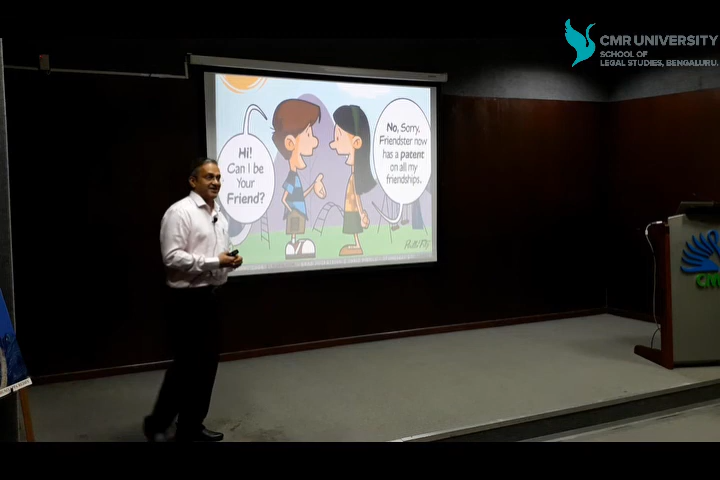 CMR UNIVERSITY
SCHOOL OF
LEGAL STUDIES, BENGALURU.
Hi!
Can I be
Your
Friend?
No, Sorry.
Friendster now
has a patent
on all my
friendships.
CM